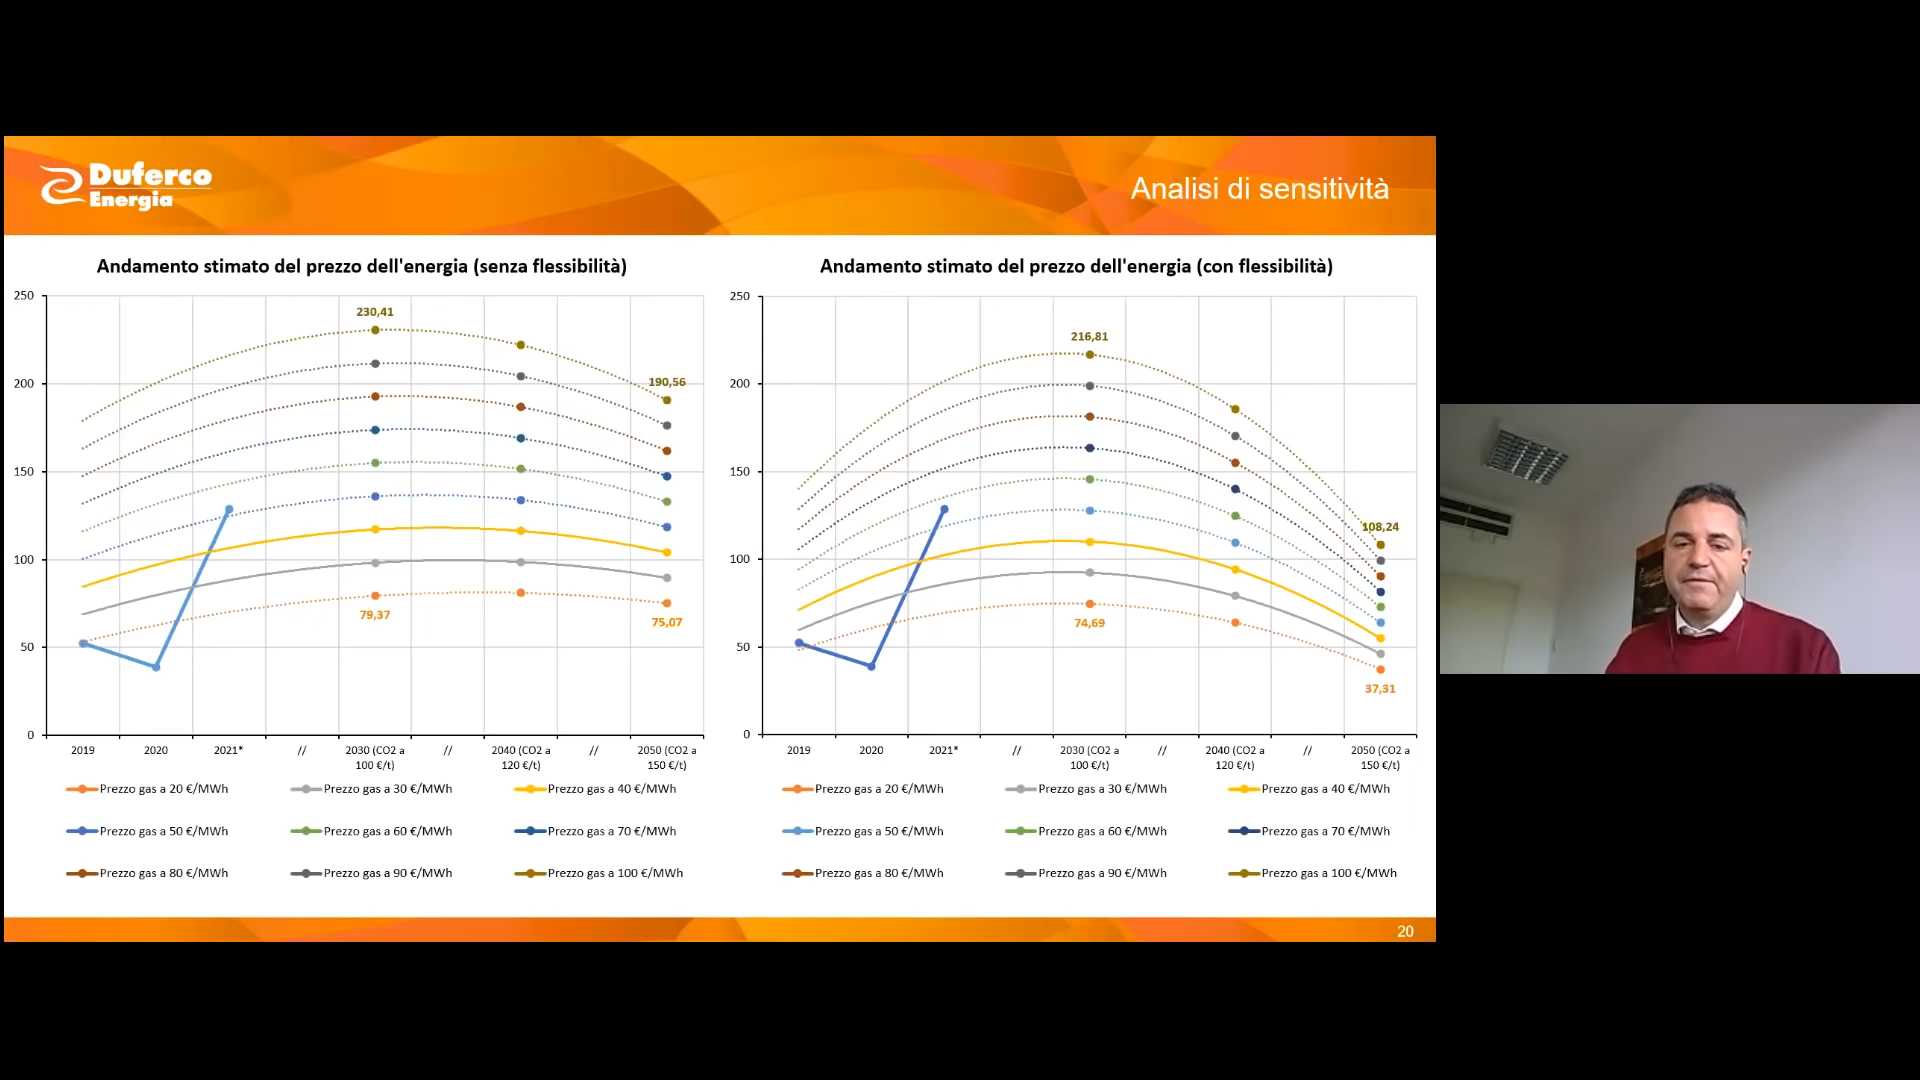 Duferco
Energia
Analisi di sensitività
Andamento stimato del prezzo dell'energia (senza flessibilità)
250
200
150
100
50
0
230,41
190,56
79,37
75,07
2019
2020
2021*
//
2030 (CO2 a
100 €/t)
//
2040 (CO2 a
120 €/t)
//
2050 (CO2 a
150 €/t)
Prezzo gas a 20 €/MWh
Prezzo gas a 30 €/MWh
Prezzo gas a 40 €/MWh
Prezzo gas a 50 €/MWh
Prezzo gas a 60 €/MWh
Prezzo gas a 70 €/MWh
Prezzo gas a 80 €/MWh
Prezzo gas a 90 €/MWh
Prezzo gas a 100 €/MWh
Andamento stimato del prezzo dell'energia (con flessibilità)
250
200
150
100
50
0
216,81
108,24
74,69
37,31
2019
2020
2021*
//
2030 (CO2 a
100 €/t)
//
2040 (CO2 a
120 €/t)
//
2050 (CO2 a
150 €/t)
Prezzo gas a 20 €/MWh
Prezzo gas a 30 €/MWh
Prezzo gas a 40 €/MWh
Prezzo gas a 50 €/MWh
Prezzo gas a 60 €/MWh
Prezzo gas a 70 €/MWh
Prezzo gas a 80 €/MWh
Prezzo gas a 90 €/MWh
Prezzo gas a 100 €/MWh
20